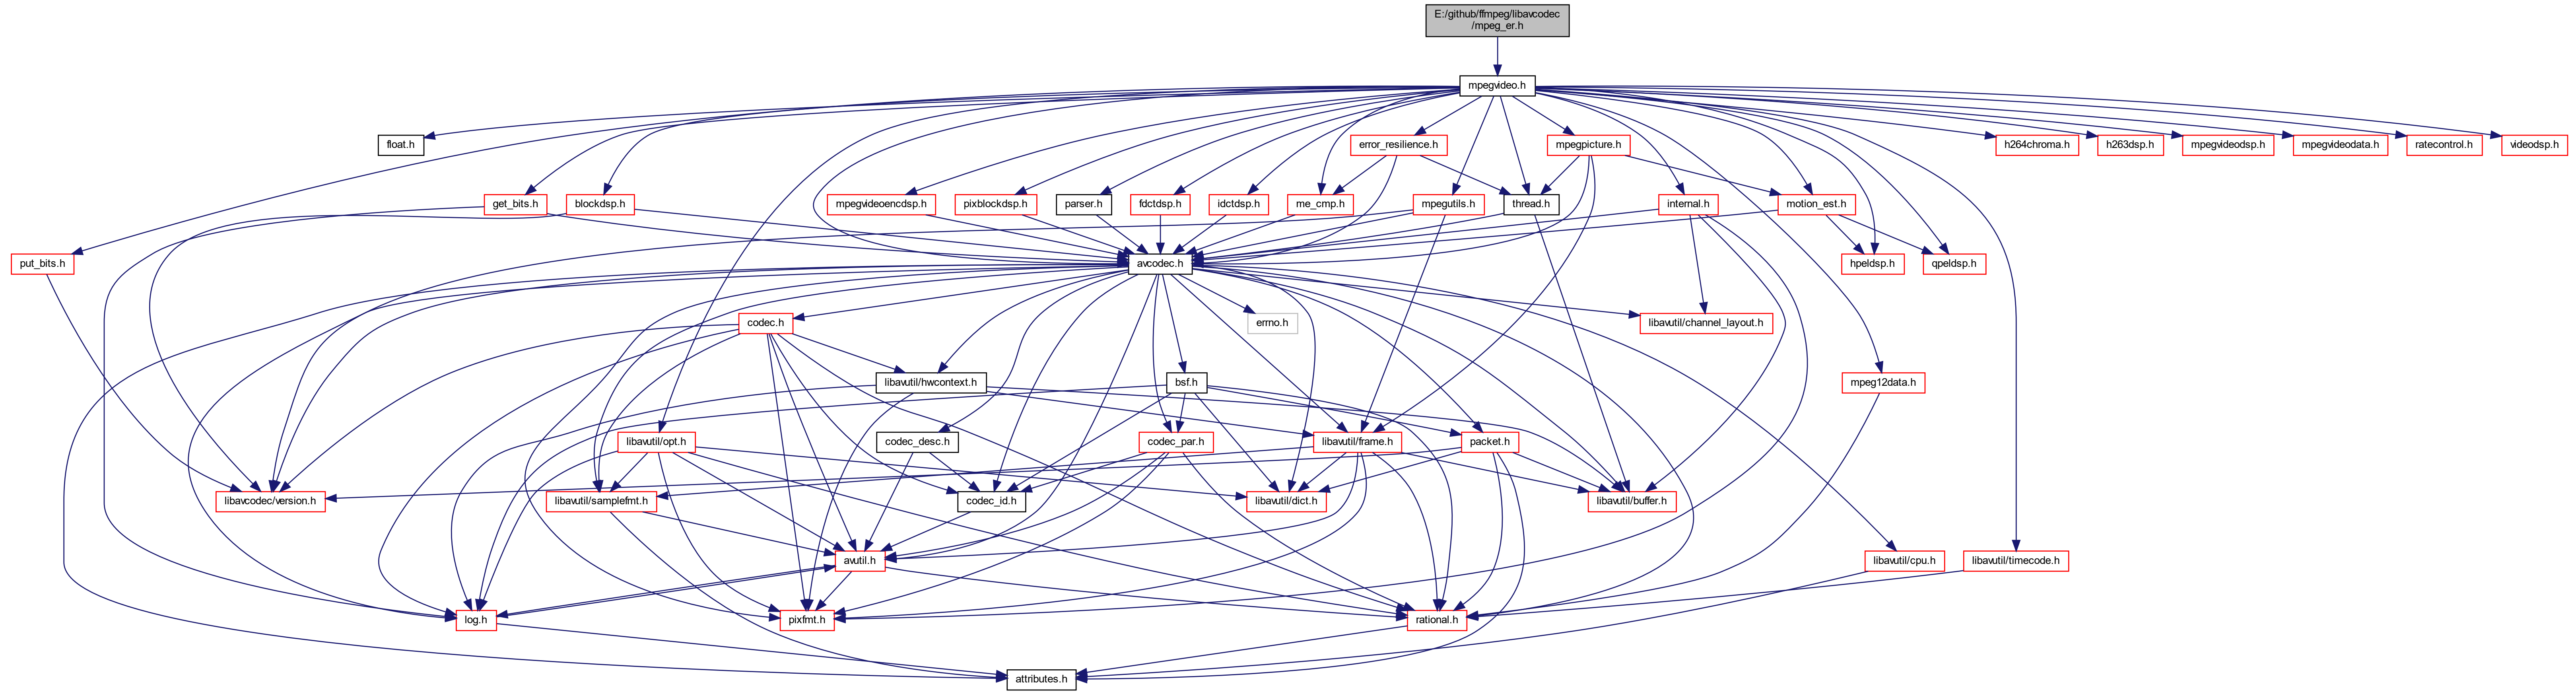 E:/github/ffmpeg/libavcodec
/mpeg_er.h
mpegvideo.h
float.h
error_resilience.h
mpegpicture.h
h264chroma.h
h263dsp.h
mpegvideodsp.h
mpegvideodata.h
ratecontrol.h
videodsp.h
get_bits.h
blockdsp.h
mpegvideoencdsp.h
pixblockdsp.h
parser.h
fdctdsp.h
idctdsp.h
me_cmp.h
mpegutils.h
thread.h
internal.h
motion_est.h
put_bits.h
avcodec.h
hpeldsp.h
qpeldsp.h
codec.h
errno.h
libavutil/channel_layout.h
libavutil/hwcontext.h
bsf.h
mpeg12data.h
libavutil/opt.h
codec_desc.h
codec_par.h
libavutil/frame.h
packet.h
libavcodec/version.h
libavutil/samplefmt.h
codec_id.h
libavutil/dict.h
libavutil/buffer.h
avutil.h
libavutil/cpu.h
libavutil/timecode.h
log.h
pixfmt.h
rational.h
attributes.h